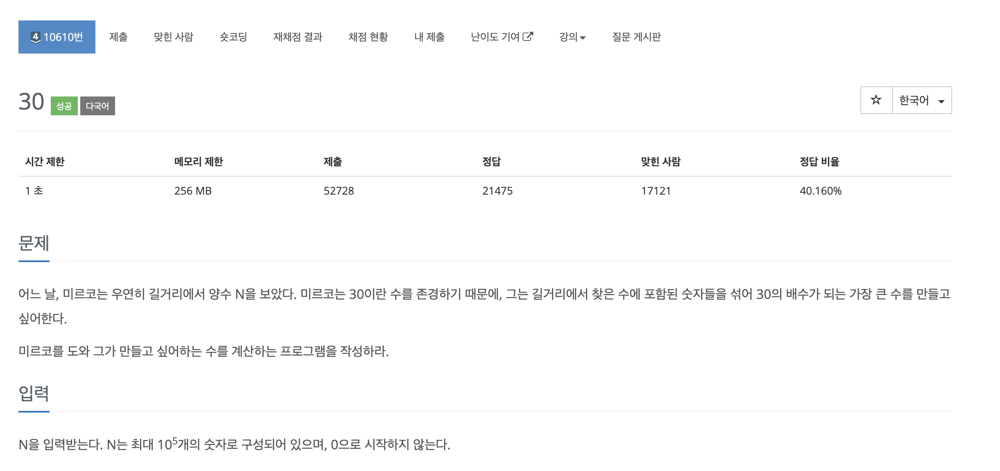 4 10610번 제출 맞힌 사람 숏코딩 재채점 결과 채점 현황 내 제출 난이도 기여 강의 질문 게시판
30 성공 다국어 한국어
시간 제한 메모리 제한 제출 정답 맞힌 사람 정답 비율
1 초 256 MB 52728 21475 17121 40.160%
문제
어느 날, 미르코는 우연히 길거리에서 양수 N을 보았다. 미르코는 30이란 수를 존경하기 때문에, 그는 길거리에서 찾은 수에 포함된 숫자들을 섞어 30의 배수가 되는 가장 큰 수를 만들고
싶어한다.
미르코를 도와 그가 만들고 싶어하는 수를 계산하는 프로그램을 작성하라.
입력
N을 입력받는다. N는 최대 10⁵개의 숫자로 구성되어 있으며, 0으로 시작하지 않는다.